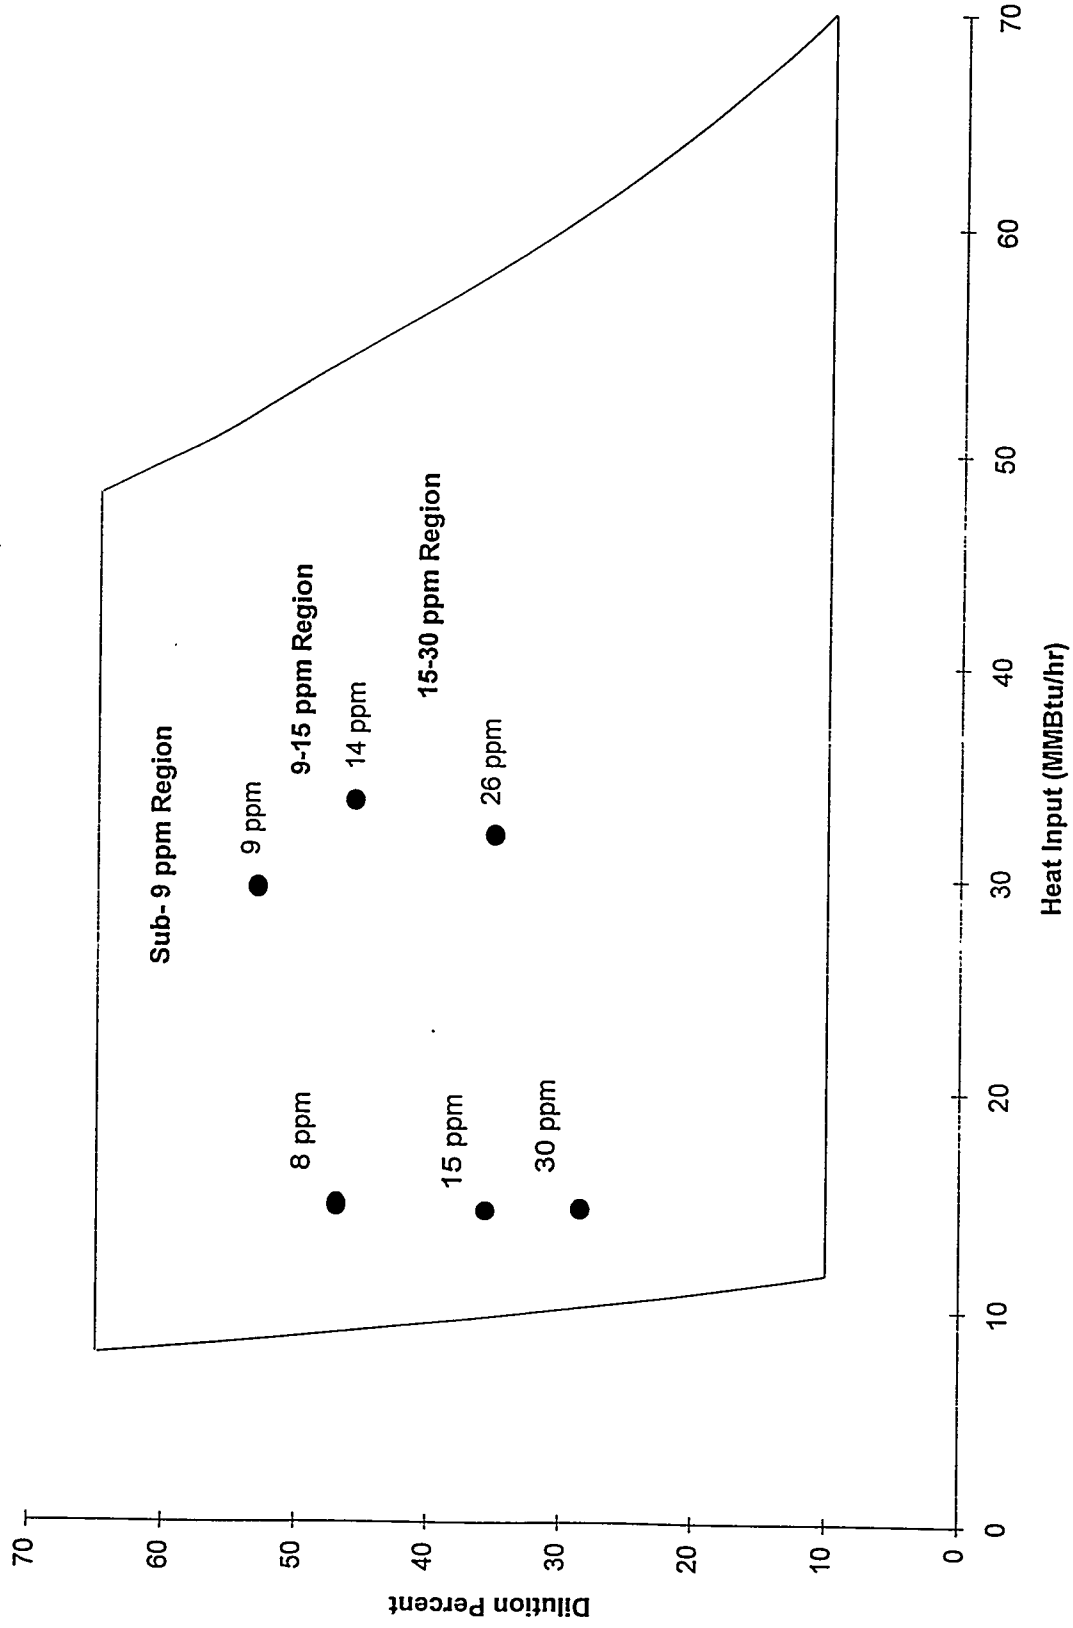 70
60
50
40
30
20
10
0
Dilution Percent
Sub- 9 ppm Region
9 ppm
9-15 ppm Region
14 ppm
8 ppm
15-30 ppm Region
15 ppm
26 ppm
30 ppm
0
10
20
30
40
50
60
70
Heat Input (MMBtu/hr)